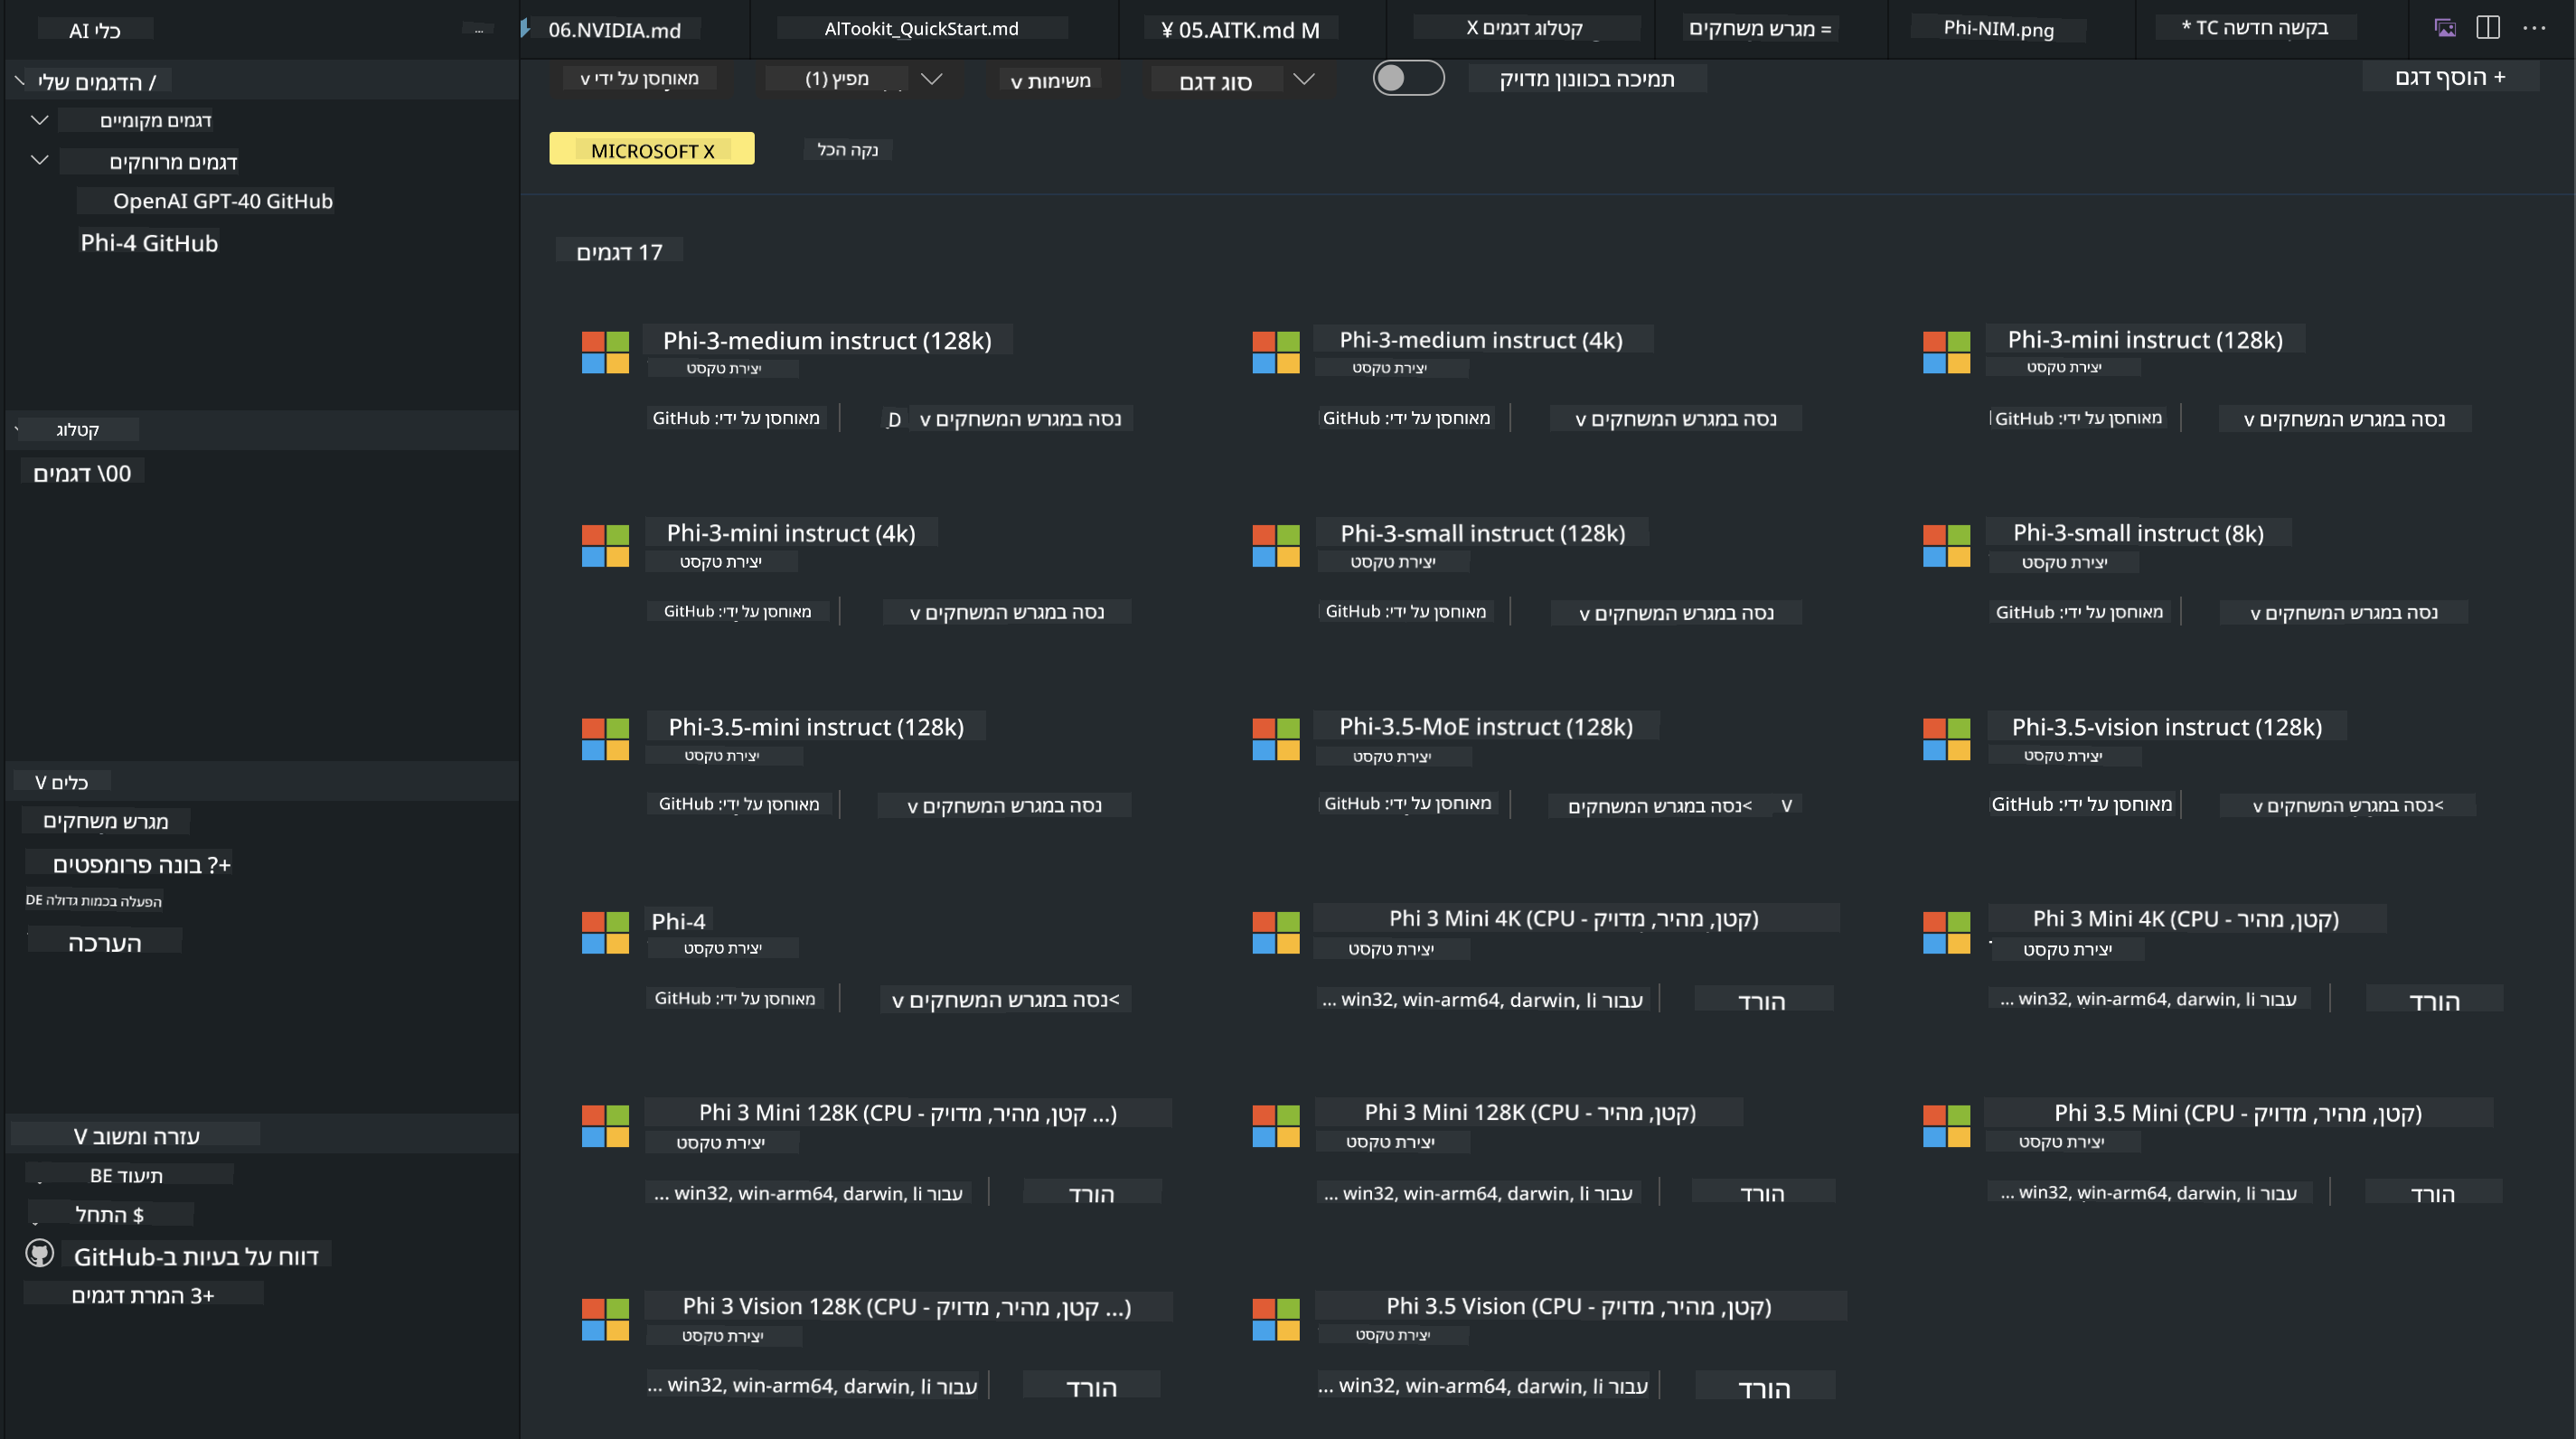 כלי AI
...
06.NVIDIA.md
AlTookit_QuickStart.md
¥ 05.AITK.md M
קטלוג דגמים X
מגרש משחקים =
Phi-NIM.png
בקשה חדשה TC *
/ הדגמים שלי
דגמים מקומיים
דגמים מרוחקים
OpenAI GPT-40 GitHub
Phi-4 GitHub
קטלוג
דגמים \00
כלים V
מגרש משחקים
בונה פרומפטים ?+
הפעלה בכמות גדולה DE
הערכה
עזרה ומשוב V
תיעוד BE
התחל $
דווח על בעיות ב-GitHub
המרת דגמים 3+
מאוחסן על ידי v
מפיץ (1)
משימות v
סוג דגם
תמיכה בכוונון מדויק
+ הוסף דגם
MICROSOFT X
נקה הכל
17 דגמים
Phi-3-medium instruct (128k)
יצירת טקסט
מאוחסן על ידי: GitHub
D
נסה במגרש המשחקים v
Phi-3-medium instruct (4k)
יצירת טקסט
מאוחסן על ידי: GitHub
נסה במגרש המשחקים v
Phi-3-mini instruct (128k)
יצירת טקסט
מאוחסן על ידי: GitHub
נסה במגרש המשחקים v
Phi-3-mini instruct (4k)
יצירת טקסט
מאוחסן על ידי: GitHub
נסה במגרש המשחקים v
Phi-3-small instruct (128k)
יצירת טקסט
מאוחסן על ידי: GitHub
נסה במגרש המשחקים v
Phi-3-small instruct (8k)
יצירת טקסט
מאוחסן על ידי: GitHub
נסה במגרש המשחקים v
Phi-3.5-mini instruct (128k)
יצירת טקסט
מאוחסן על ידי: GitHub
נסה במגרש המשחקים v
Phi-3.5-MoE instruct (128k)
יצירת טקסט
מאוחסן על ידי: GitHub
>נסה במגרש המשחקים V
Phi-3.5-vision instruct (128k)
יצירת טקסט
מאוחסן על ידי: GitHub
>נסה במגרש המשחקים v
Phi-4
יצירת טקסט
מאוחסן על ידי: GitHub
>נסה במגרש המשחקים v
Phi 3 Mini 4K (CPU - קטן, מהיר, מדויק)
יצירת טקסט
עבור win32, win-arm64, darwin, li ...
הורד
Phi 3 Mini 4K (CPU - קטן, מהיר)
יצירת טקסט
עבור win32, win-arm64, darwin, li ...
הורד
Phi 3 Mini 128K (CPU - קטן, מהיר, מדויק ...)
יצירת טקסט
עבור win32, win-arm64, darwin, li ...
הורד
Phi 3 Mini 128K (CPU - קטן, מהיר)
יצירת טקסט
עבור win32, win-arm64, darwin, li ...
הורד
Phi 3.5 Mini (CPU - קטן, מהיר, מדויק)
יצירת טקסט
עבור win32, win-arm64, darwin, li ...
הורד
Phi 3 Vision 128K (CPU - קטן, מהיר, מדויק ...)
יצירת טקסט
עבור win32, win-arm64, darwin, li ...
הורד
Phi 3.5 Vision (CPU - קטן, מהיר, מדויק)
יצירת טקסט
עבור win32, win-arm64, darwin, li ...
הורד